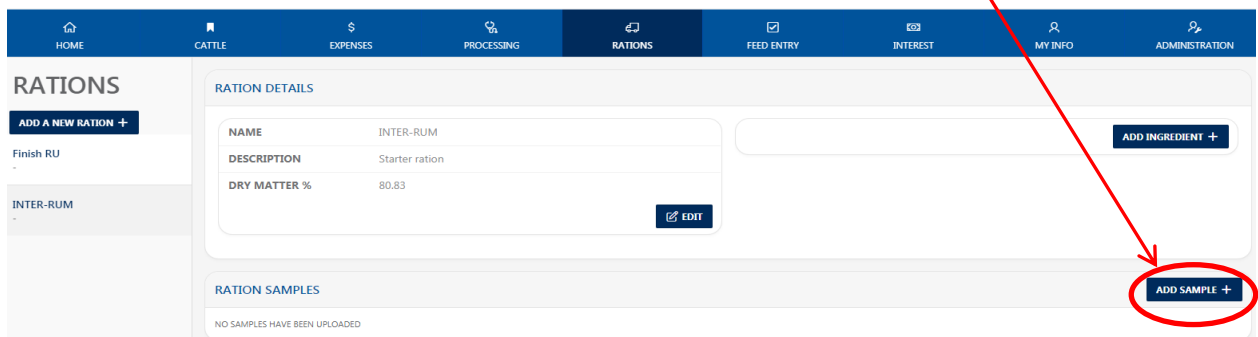 HOME CATTLE EXPENSES PROCESSING RATIONS FEED ENTRY INTEREST MY INFO ADMINISTRATION
RATIONS
ADD A NEW RATION +
Finish RU
-
INTER-RUM
-
RATION DETAILS
NAME INTER-RUM
DESCRIPTION Starter ration
DRY MATTER % 80.83
EDIT
ADD INGREDIENT +
RATION SAMPLES
ADD SAMPLE +
NO SAMPLES HAVE BEEN UPLOADED